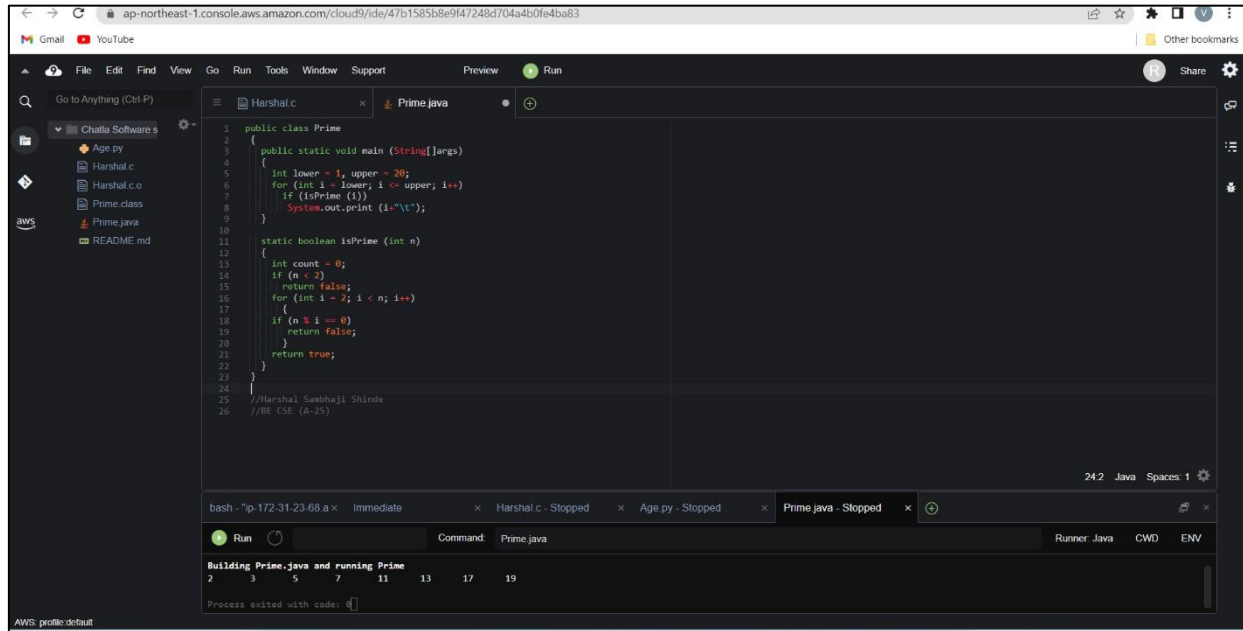 ap-northeast-1.console.aws.amazon.com/cloud9/ide/47b1585b8e9f47248d704a4b0fe4ba83
Gmail YouTube Other bookmarks
File Edit Find View Go Run Tools Window Support Preview Run R Share
Go to Anything (Ctrl-P) Harshal.c × Prime.java
Chatla Software s
Age.py
Harshal.c
Harshal.c.o
Prime.class
Prime.java
README.md
aws
1 public class Prime
2 {
3 public static void main (String[]args)
4 {
5 int lower = 1, upper = 20;
6 for (int i = lower; i <= upper; i++)
7 if (isPrime (i))
8 System.out.print (i+"\t");
9 }
10
11 static boolean isPrime (int n)
12 {
13 int count = 0;
14 if (n < 2)
15 return false;
16 for (int i = 2; i < n; i++)
17 {
18 if (n % i == 0)
19 return false;
20 }
21 return true;
22 }
23 }
24
25 //Harshal Sambhaji Shinde
26 //BE CSE (A-25)
24:2 Java Spaces: 1
bash - "ip-172-31-23-68.a × Immediate × Harshal.c - Stopped × Age.py - Stopped × Prime.java - Stopped ×
Run Command: Prime.java Runner: Java CWD ENV
Building Prime.java and running Prime
2 3 5 7 11 13 17 19
Process exited with code: 0
AWS: profile:default